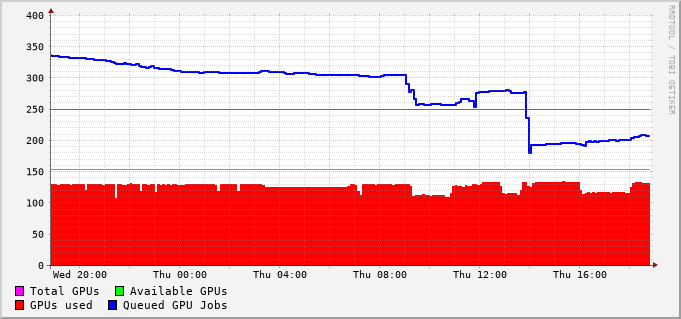 RRDTOOL / TOBI OETIKER
400
350
300
250
200
150
100
50
0
Wed 20:00 Thu 00:00 Thu 04:00 Thu 08:00 Thu 12:00 Thu 16:00
Total GPUs Available GPUs
GPUs used Queued GPU Jobs